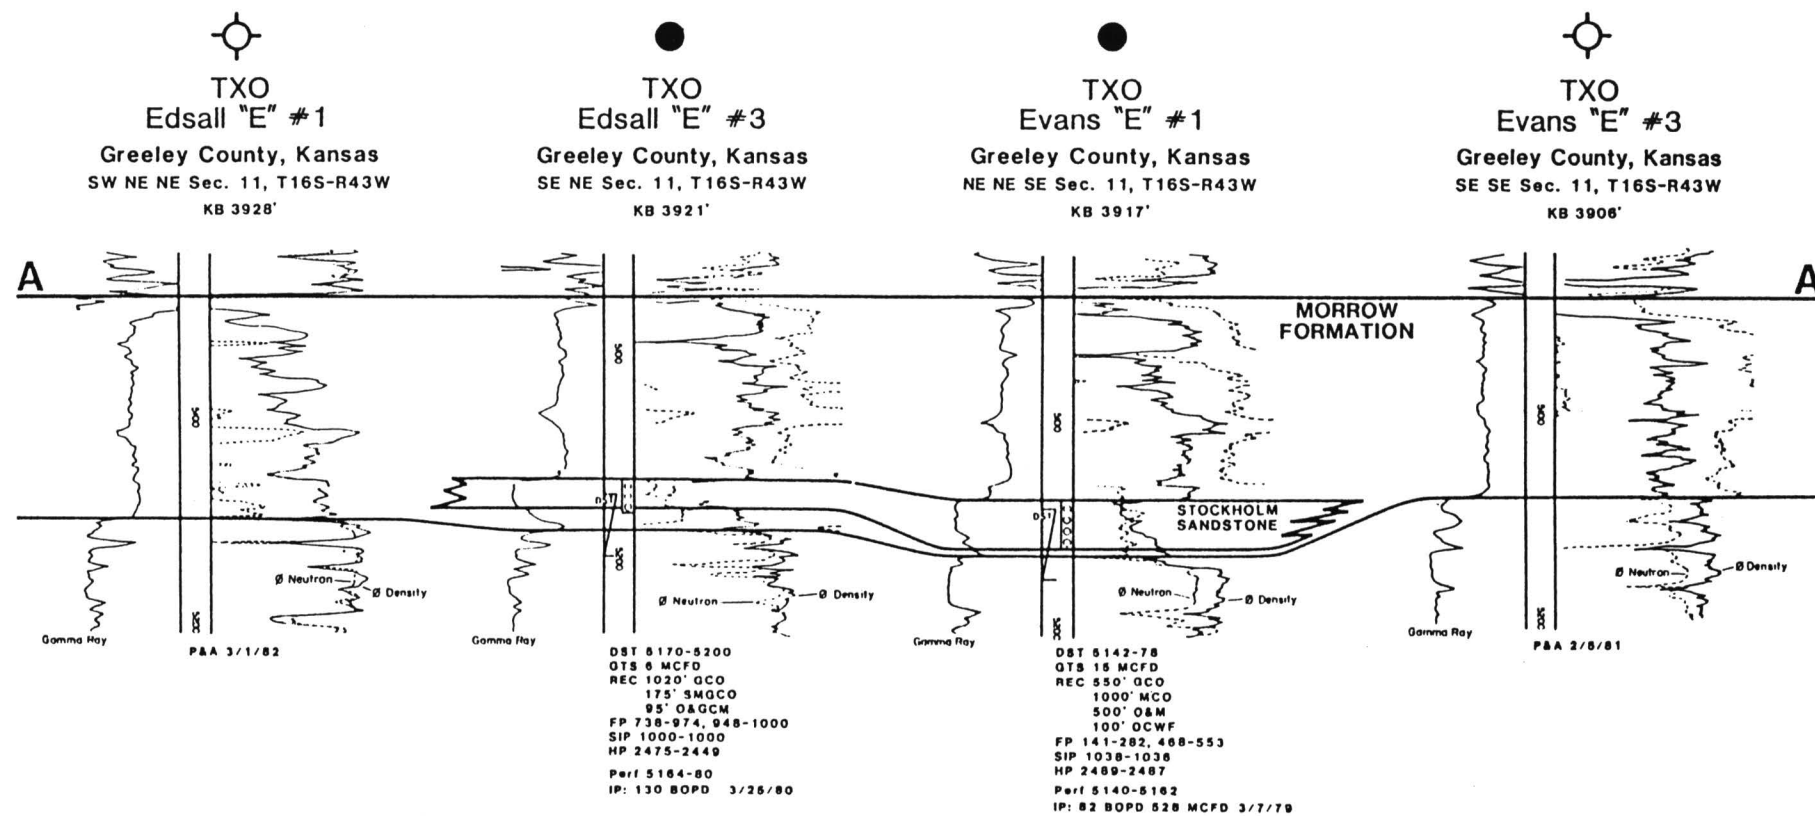 TXO
Edsall "E" #1
Greeley County, Kansas
SW NE NE Sec. 11, T16S-R43W
KB 3928'
TXO
Edsall "E" #3
Greeley County, Kansas
SE NE Sec. 11, T16S-R43W
KB 3921'
TXO
Evans "E" #1
Greeley County, Kansas
NE NE SE Sec. 11, T16S-R43W
KB 3917'
TXO
Evans "E" #3
Greeley County, Kansas
SE SE Sec. 11, T16S-R43W
KB 3906'
A
A
MORROW
FORMATION
STOCKHOLM
SANDSTONE
DST
DST
5200
5200
5200
Ø Neutron
Ø Density
Gamma Ray
Ø Neutron
Ø Density
Gamma Ray
Ø Neutron
Ø Density
Gamma Ray
Ø Neutron
Ø Density
Gamma Ray
P&A 3/1/82
DST 5170-5200
GTS 6 MCFD
REC 1020' GCO
175' SMGCO
95' O&GCM
FP 738-974, 948-1000
SIP 1000-1000
HP 2475-2449
Perf 5164-80
IP: 130 BOPD 3/25/80
DST 5142-78
GTS 15 MCFD
REC 550' GCO
1000' MCO
500' O&M
100' OCWF
FP 141-282, 468-553
SIP 1038-1036
HP 2489-2487
Perf 5140-5162
IP: 82 BOPD 528 MCFD 3/7/79
P&A 2/6/81